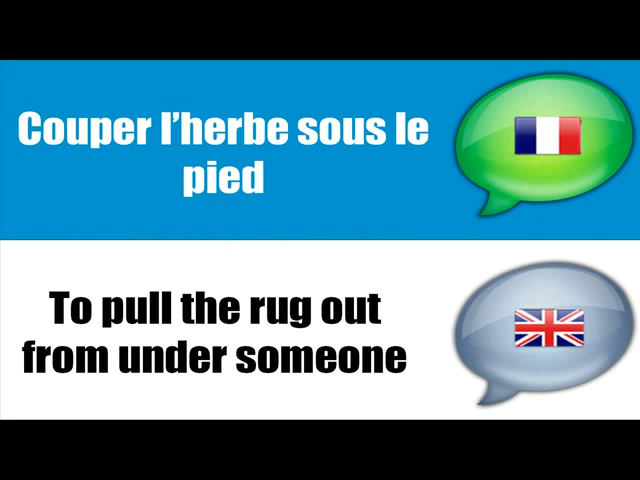 Couper l’herbe sous le
pied
To pull the rug out
from under someone